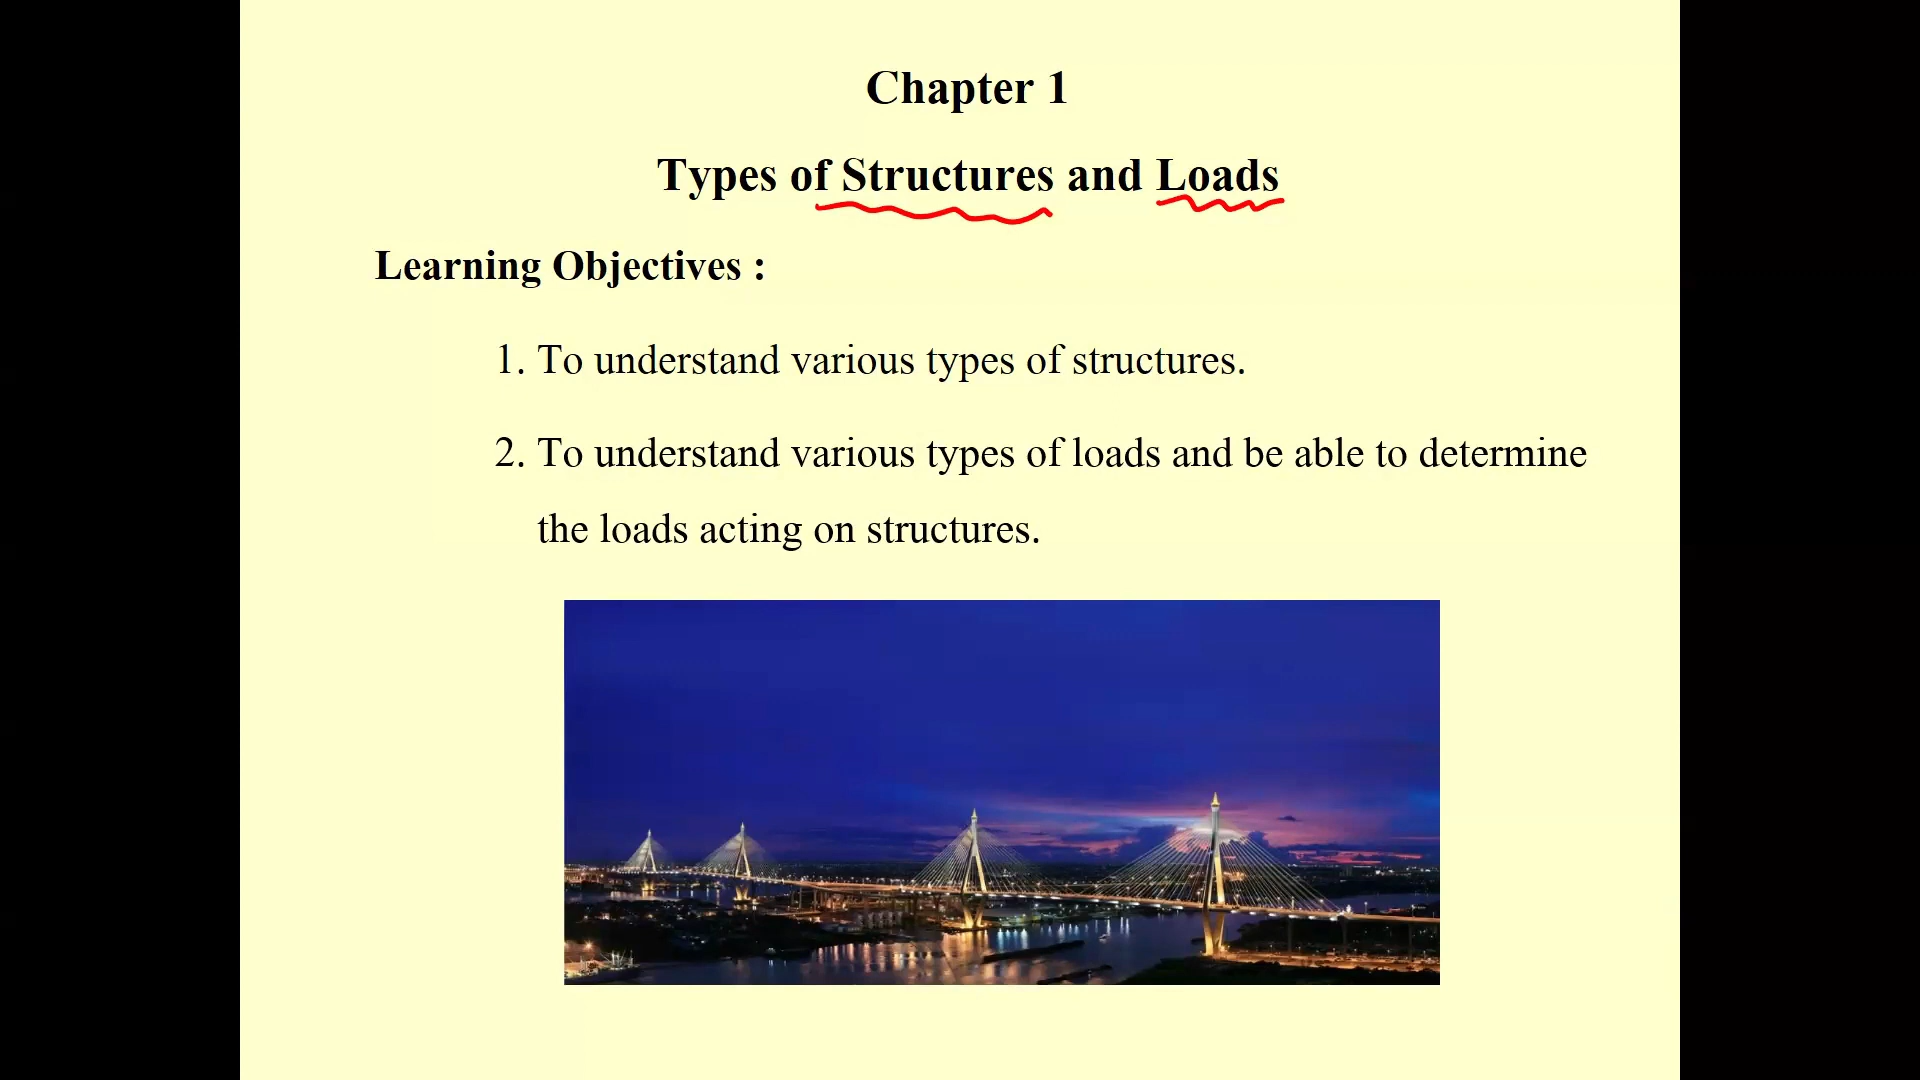 Chapter 1
Types of Structures and Loads
Learning Objectives :
1. To understand various types of structures.
2. To understand various types of loads and be able to determine
the loads acting on structures.